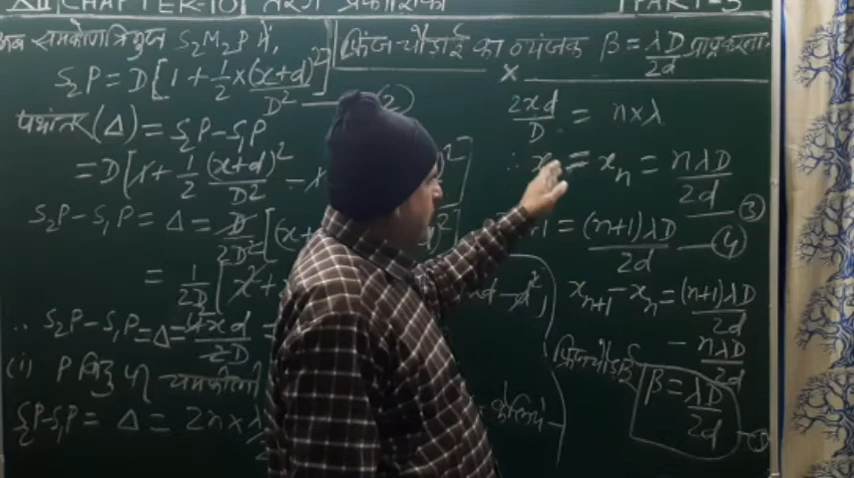 XII CHAPTER-10 तरंग प्रकाशिकी PART-3
अब समकोण त्रिभुज S₂M₂P में,
S₂P = D[1 + 1/2 × (x+d)²/D²] — (2)
पथांतर (Δ) = S₂P - S₁P
= D[1 + 1/2 (x+d)²/D² - 1
S₂P - S₁P = Δ = D/2D² [(x+
= 1/2D [x²+
∴ S₂P - S₁P = Δ = 4xd/2D =
(i) P बिन्दु पर चमकीली
S₂P - S₁P = Δ = 2n × λ/2
के लिये
फ्रिंज चौड़ाई का व्यंजक β = λD/2d प्राप्त करना
×
2xd/D = n×λ
∴ x = xₙ = nλD/2d — (3)
+1 = (n+1)λD/2d — (4)
xₙ₊₁ - xₙ = (n+1)λD/2d
- nλD/2d
फ्रिंज चौड़ाई
β = λD/2d